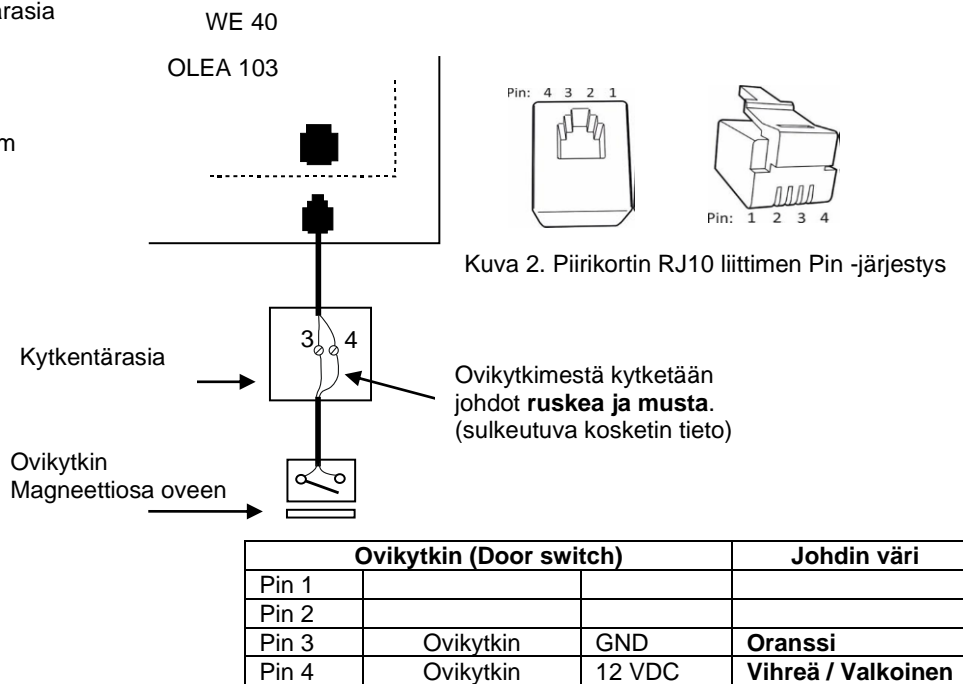 WE 40
OLEA 103
Pin: 4 3 2 1
Pin: 1 2 3 4
Kuva 2. Piirikortin RJ10 liittimen Pin -järjestys
3 4
Kytkentärasia
Ovikytkimestä kytketään
johdot ruskea ja musta.
(sulkeutuva kosketin tieto)
Ovikytkin
Magneettiosa oveen
Ovikytkin (Door switch) Johdin väri
Pin 1
Pin 2
Pin 3 Ovikytkin GND Oranssi
Pin 4 Ovikytkin 12 VDC Vihreä / Valkoinen